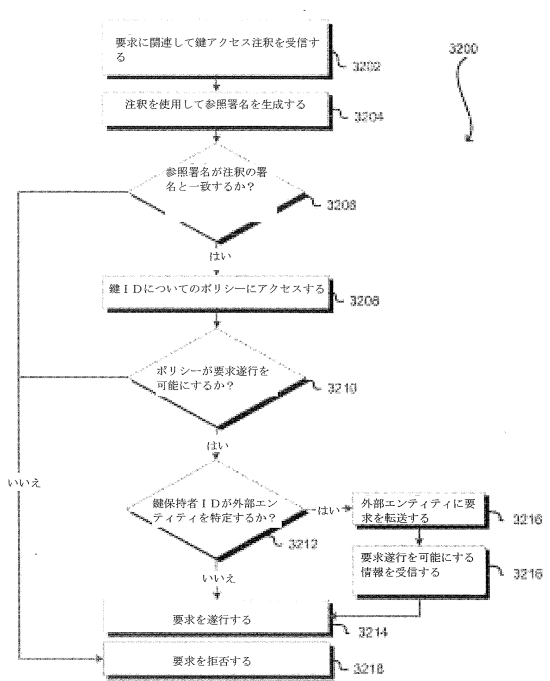 要求に関連して鍵アクセス注釈を受信す
る
3202
3200
注釈を使用して参照署名を生成する
3204
参照署名が注釈の署
名と一致するか?
3206
はい
鍵IDについてのポリシーにアクセスする
3208
ポリシーが要求遂行を
可能にするか?
3210
はい
いいえ
鍵保持者IDが外部エン
ティティを特定するか?
3212
はい
外部エンティティに要
求を転送する
3216
いいえ
要求遂行を可能にする
情報を受信する
3216
要求を遂行する
3214
要求を拒否する
3218